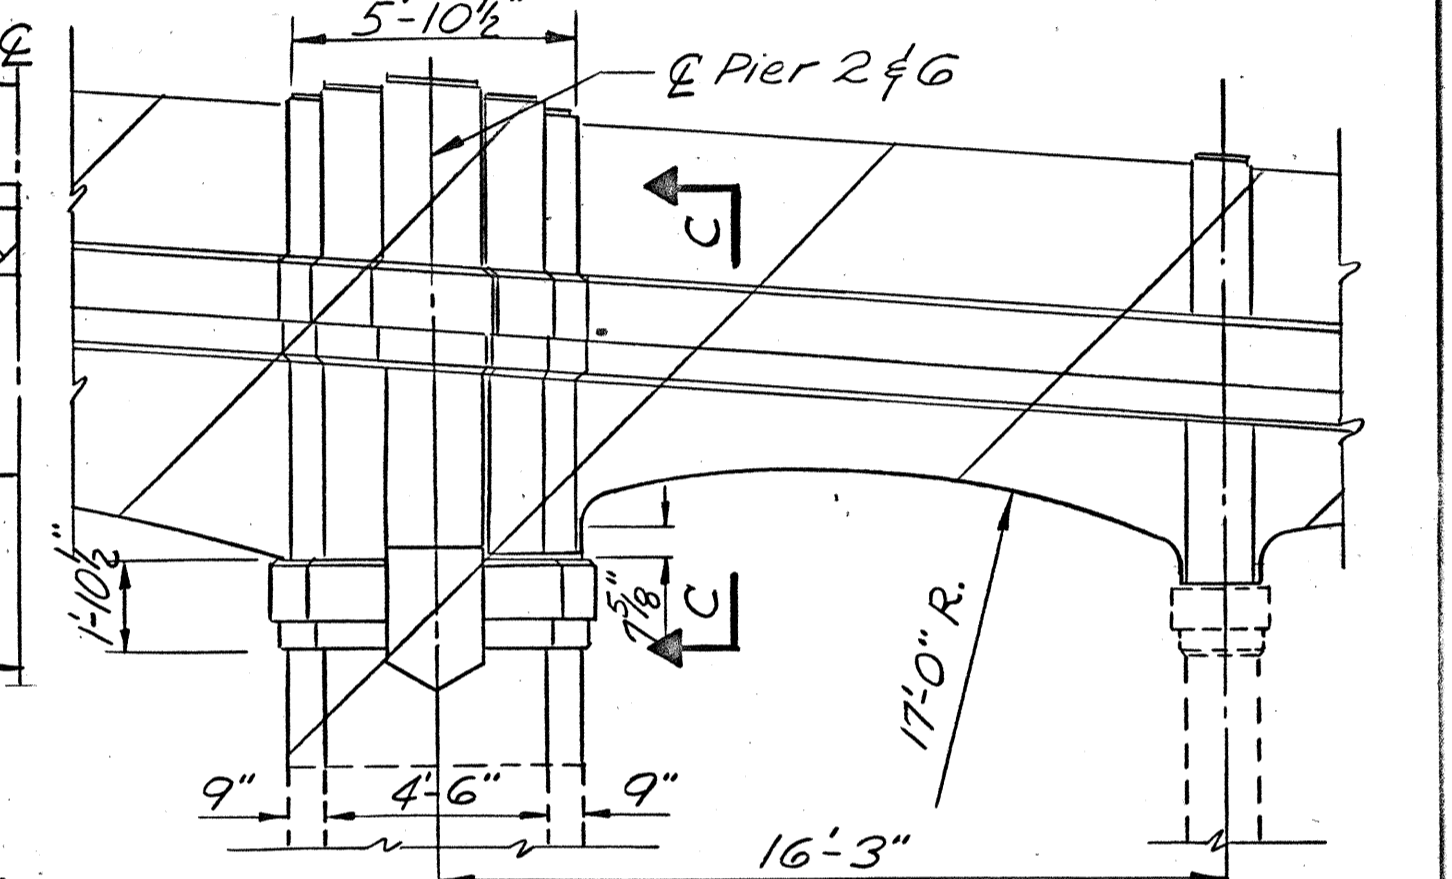 ℄
5'-10½"
℄ Pier 2 & 6
C
1'-10½"
7⅝"
C
17'-0" R.
9"
4'-6"
9"
16'-3"